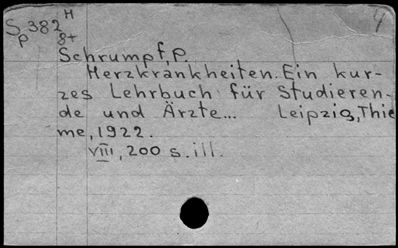 S.382 H 9
p 8+
Schrumpf, P.
Herzkrankheiten. Ein kur-
zes Lehrbuch für Studieren-
de und Ärzte... Leipzig, Thie
me, 1922.
VIII, 200 s. ill.